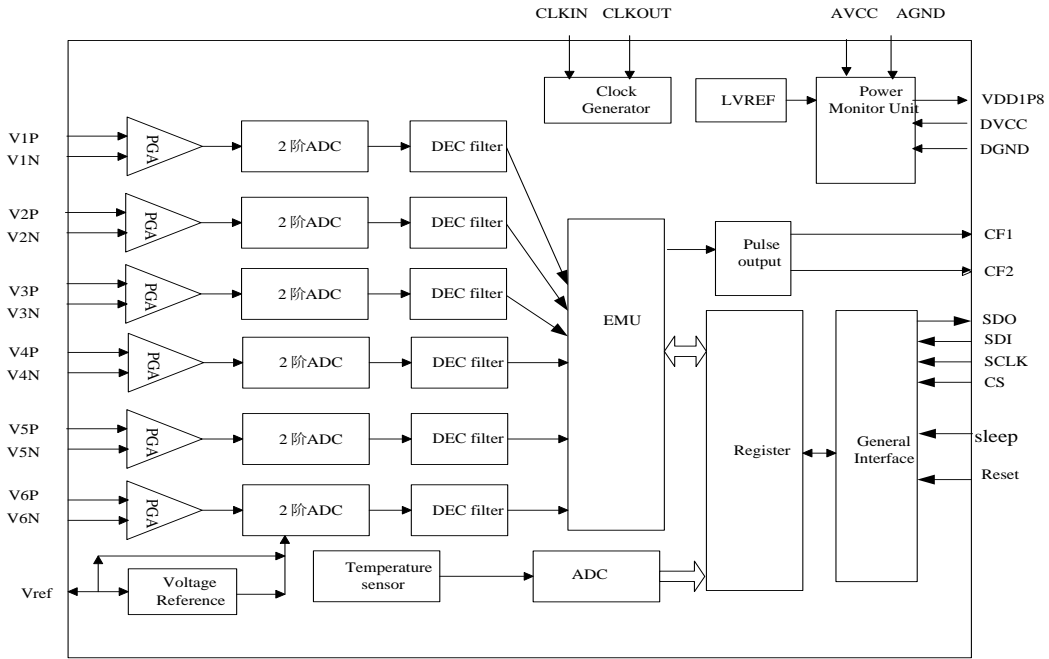 CLKIN
CLKOUT
AVCC
AGND
Clock
Generator
LVREF
Power
Monitor Unit
VDD1P8
DVCC
DGND
V1P
V1N
PGA
2 阶ADC
DEC filter
V2P
V2N
PGA
2 阶ADC
DEC filter
V3P
V3N
PGA
2 阶ADC
DEC filter
V4P
V4N
PGA
2 阶ADC
DEC filter
V5P
V5N
PGA
2 阶ADC
DEC filter
V6P
V6N
PGA
2 阶ADC
DEC filter
EMU
Pulse
output
CF1
CF2
SDO
SDI
SCLK
CS
sleep
Reset
Register
General
Interface
Vref
Voltage
Reference
Temperature
sensor
ADC